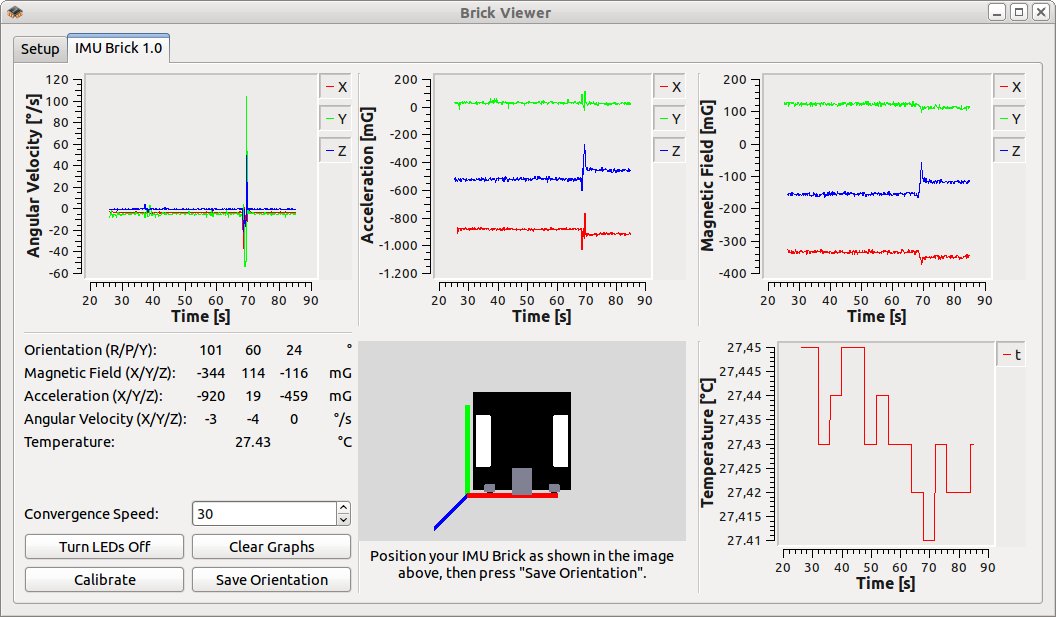 Brick Viewer
Setup
IMU Brick 1.0
Angular Velocity [°/s]
120
100
80
60
40
20
0
-20
-40
-60
20 30 40 50 60 70 80 90
Time [s]
X
Y
Z
Acceleration [mG]
200
0
-200
-400
-600
-800
-1.000
-1.200
20 30 40 50 60 70 80 90
Time [s]
X
Y
Z
Magnetic Field [mG]
200
100
0
-100
-200
-300
-400
20 30 40 50 60 70 80 90
Time [s]
X
Y
Z
Orientation (R/P/Y): 101 60 24 °
Magnetic Field (X/Y/Z): -344 114 -116 mG
Acceleration (X/Y/Z): -920 19 -459 mG
Angular Velocity (X/Y/Z): -3 -4 0 °/s
Temperature: 27.43 °C
Convergence Speed: 30
Turn LEDs Off
Clear Graphs
Calibrate
Save Orientation
Position your IMU Brick as shown in the image
above, then press "Save Orientation".
Temperature [°C]
27,45
27,445
27,44
27,435
27,43
27,425
27,42
27,415
27,41
20 30 40 50 60 70 80 90
Time [s]
t